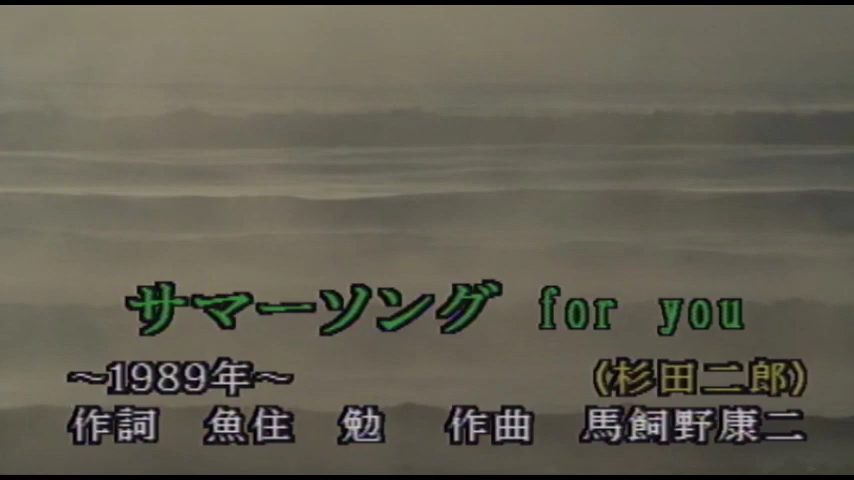 サマーソング for you
～1989年～ (杉田二郎)
作詞 魚住 勉 作曲 馬飼野康二